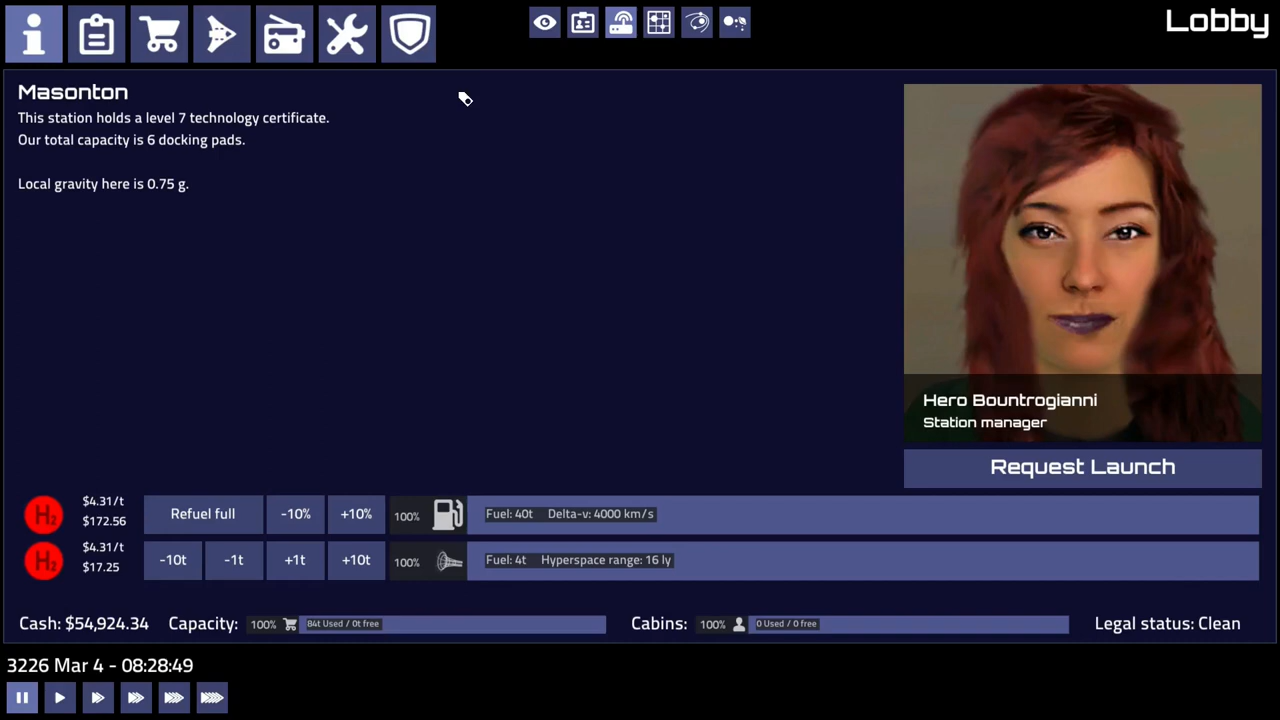 Lobby
Masonton
This station holds a level 7 technology certificate.
Our total capacity is 6 docking pads.
Local gravity here is 0.75 g.
Hero Bountrogianni
Station manager
Request Launch
H₂ $4.31/t $172.56 Refuel full -10% +10% 100% Fuel: 40t Delta-v: 4000 km/s
H₂ $4.31/t $17.25 -10t -1t +1t +10t 100% Fuel: 4t Hyperspace range: 16 ly
Cash: $54,924.34 Capacity: 100% 84t Used / 0t free Cabins: 100% 0 Used / 0 free Legal status: Clean
3226 Mar 4 - 08:28:49